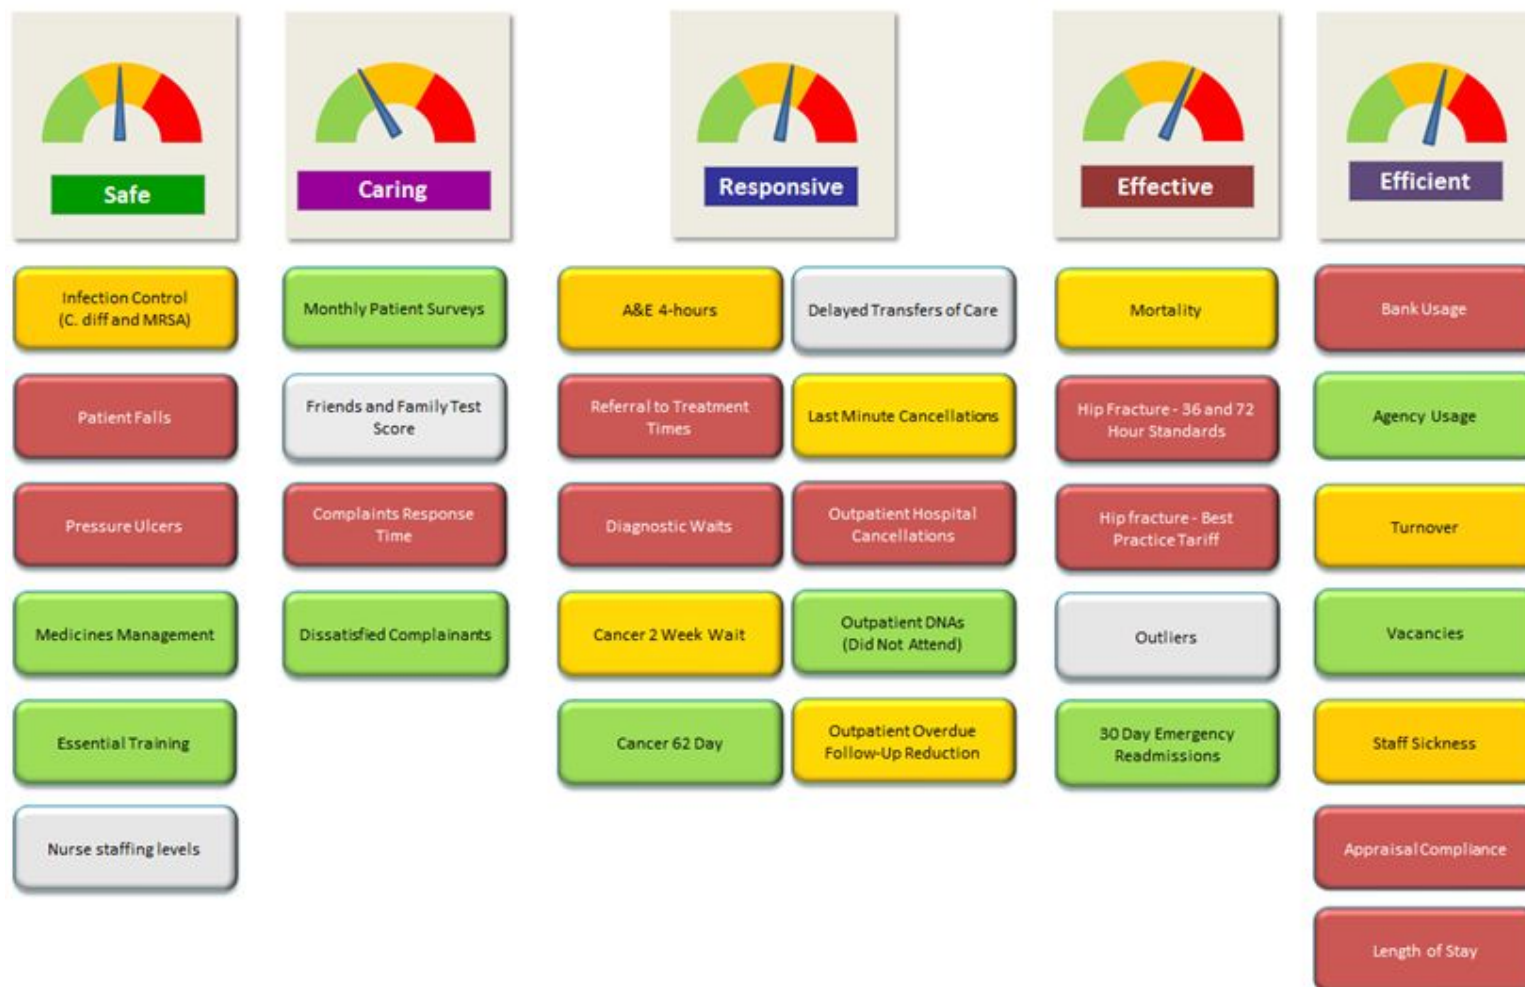 Safe
Caring
Responsive
Effective
Efficient
Infection Control
(C. diff and MRSA)
Patient Falls
Pressure Ulcers
Medicines Management
Essential Training
Nurse staffing levels
Monthly Patient Surveys
Friends and Family Test
Score
Complaints Response
Time
Dissatisfied Complainants
A&E 4-hours
Referral to Treatment
Times
Diagnostic Waits
Cancer 2 Week Wait
Cancer 62 Day
Delayed Transfers of Care
Last Minute Cancellations
Outpatient Hospital
Cancellations
Outpatient DNAs
(Did Not Attend)
Outpatient Overdue
Follow-Up Reduction
Mortality
Hip Fracture - 36 and 72
Hour Standards
Hip fracture - Best
Practice Tariff
Outliers
30 Day Emergency
Readmissions
Bank Usage
Agency Usage
Turnover
Vacancies
Staff Sickness
Appraisal Compliance
Length of Stay